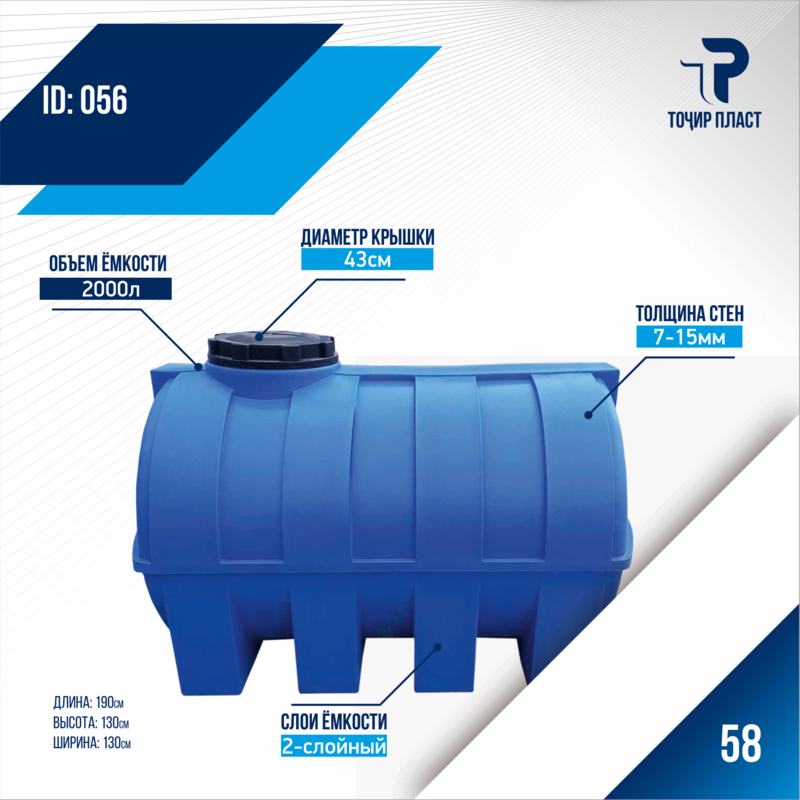 ID: 056
ТОҶИР ПЛАСТ
ДИАМЕТР КРЫШКИ
43см
ОБЪЕМ ЁМКОСТИ
2000л
ТОЛЩИНА СТЕН
7-15мм
СЛОИ ЁМКОСТИ
2-слойный
ДЛИНА: 190см
ВЫСОТА: 130см
ШИРИНА: 130см
58